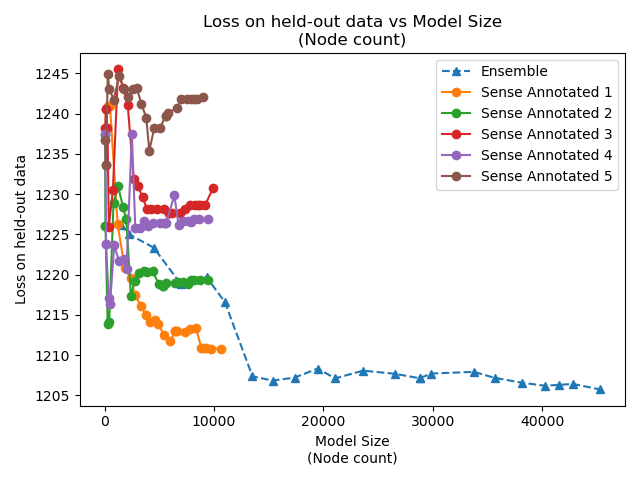 Loss on held-out data vs Model Size
(Node count)
Loss on held-out data
1245
1240
1235
1230
1225
1220
1215
1210
1205
Ensemble
Sense Annotated 1
Sense Annotated 2
Sense Annotated 3
Sense Annotated 4
Sense Annotated 5
0 10000 20000 30000 40000
Model Size
(Node count)